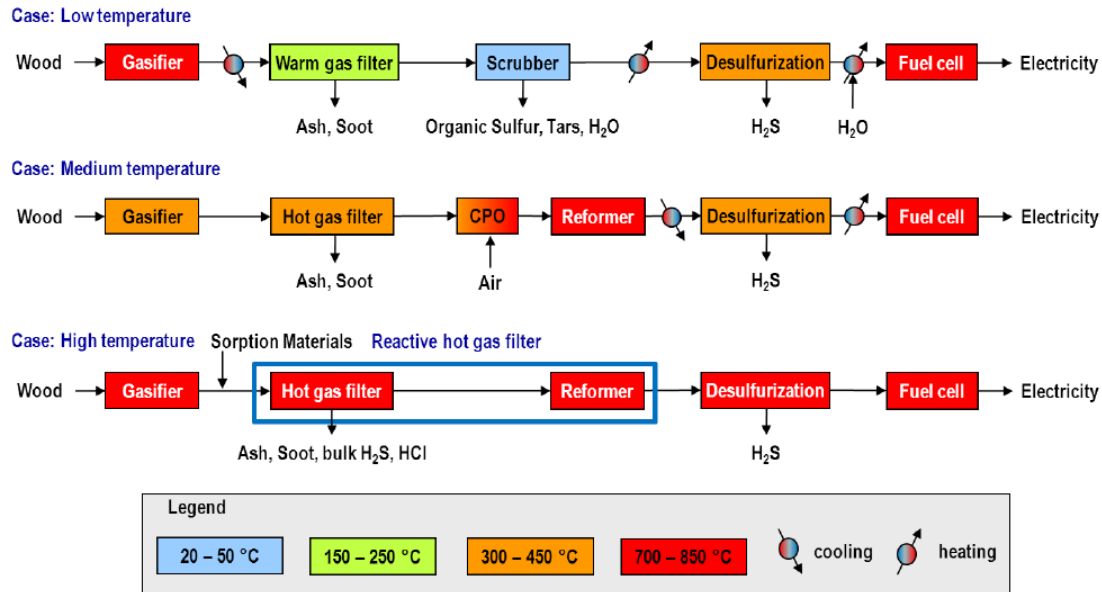 Case: Low temperature
Wood Gasifier Warm gas filter Scrubber Desulfurization Fuel cell Electricity
Ash, Soot Organic Sulfur, Tars, H₂O H₂S H₂O
Case: Medium temperature
Wood Gasifier Hot gas filter CPO Reformer Desulfurization Fuel cell Electricity
Ash, Soot Air H₂S
Case: High temperature Sorption Materials Reactive hot gas filter
Wood Gasifier Hot gas filter Reformer Desulfurization Fuel cell Electricity
Ash, Soot, bulk H₂S, HCl H₂S
Legend
20 – 50 °C 150 – 250 °C 300 – 450 °C 700 – 850 °C cooling heating